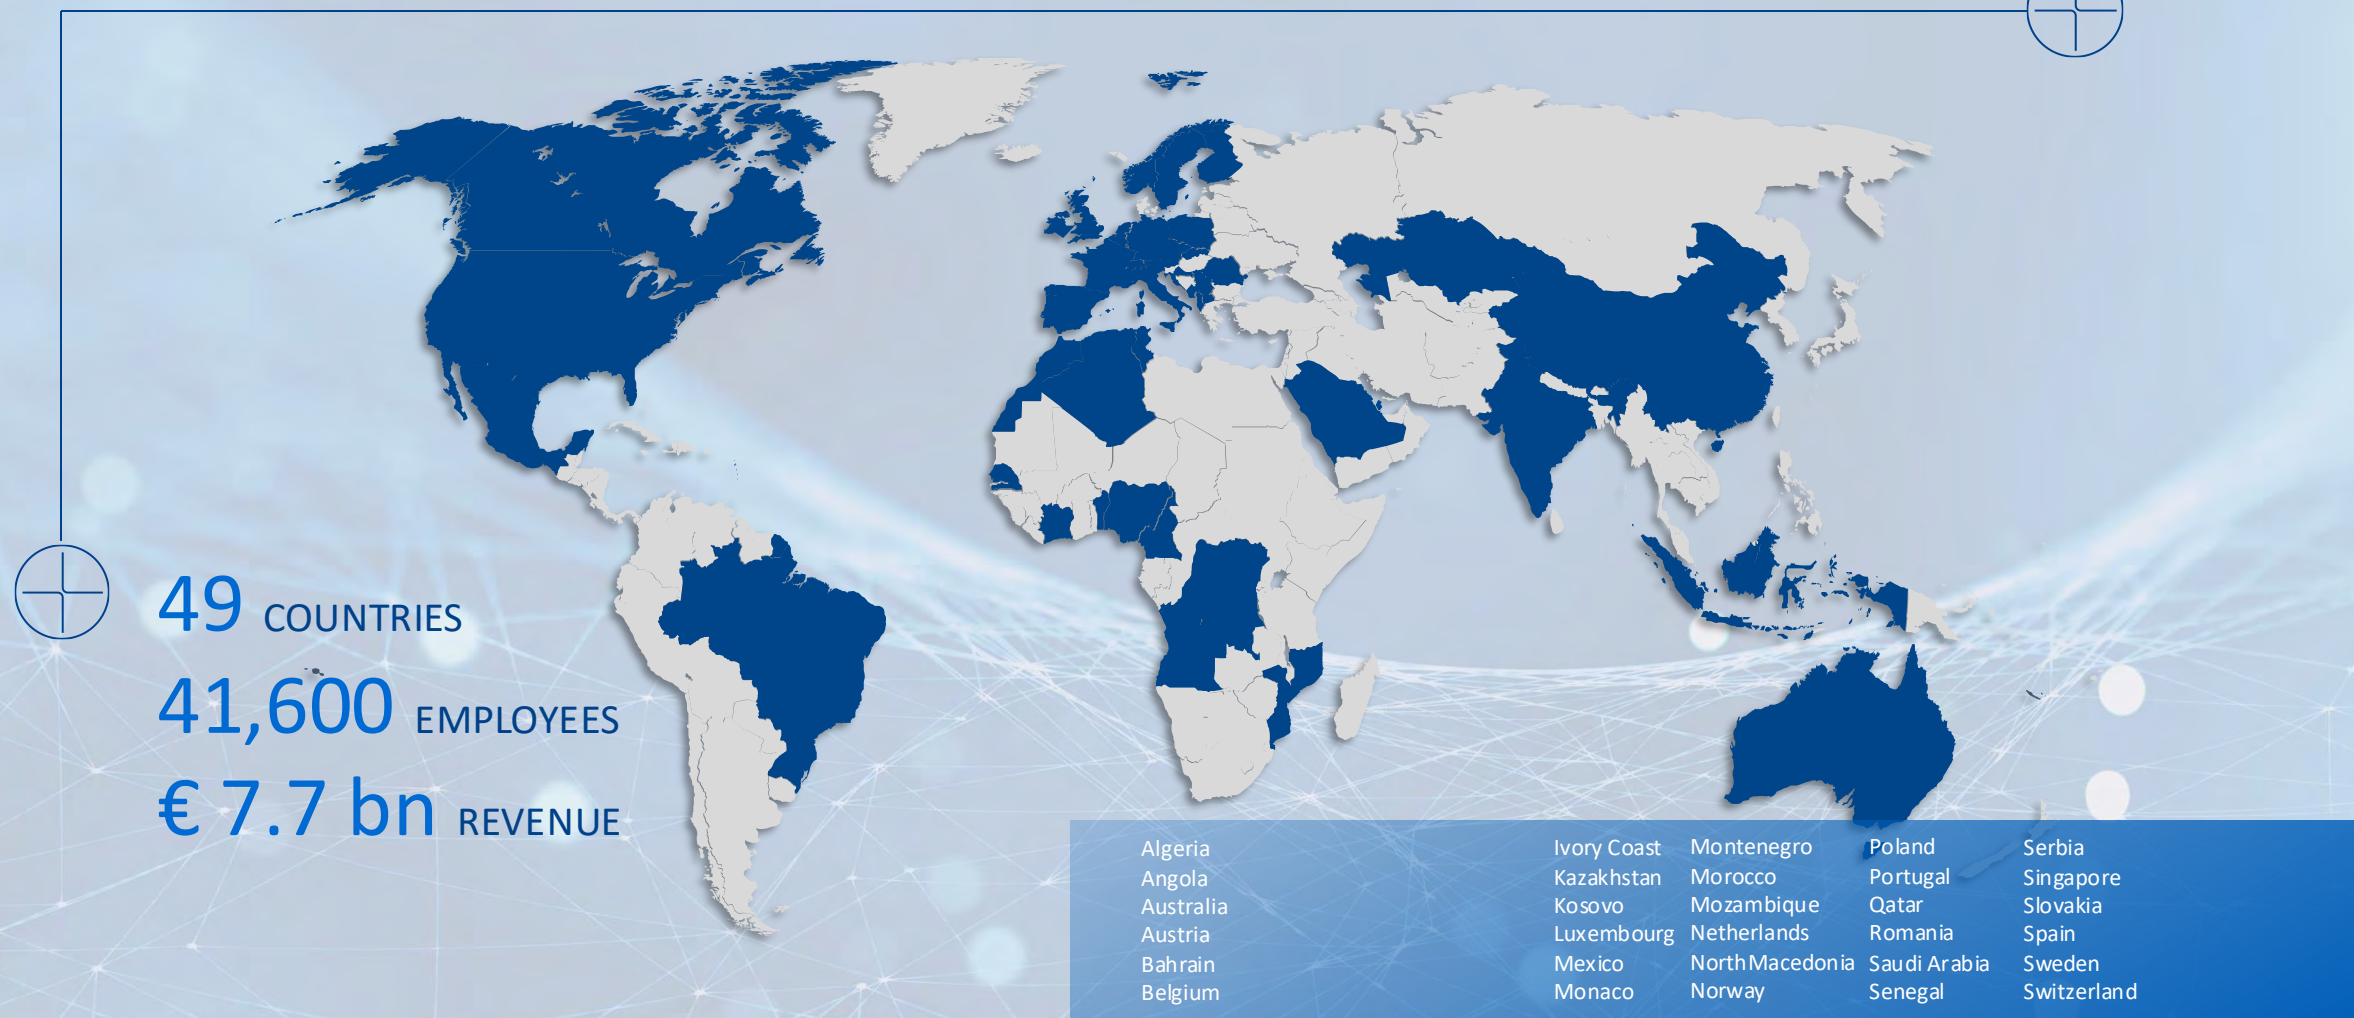 49 COUNTRIES
41,600 EMPLOYEES
€ 7.7 bn REVENUE
Algeria
Angola
Australia
Austria
Bahrain
Belgium
Ivory Coast
Kazakhstan
Kosovo
Luxembourg
Mexico
Monaco
Montenegro
Morocco
Mozambique
Netherlands
North Macedonia
Norway
Poland
Portugal
Qatar
Romania
Saudi Arabia
Senegal
Serbia
Singapore
Slovakia
Spain
Sweden
Switzerland